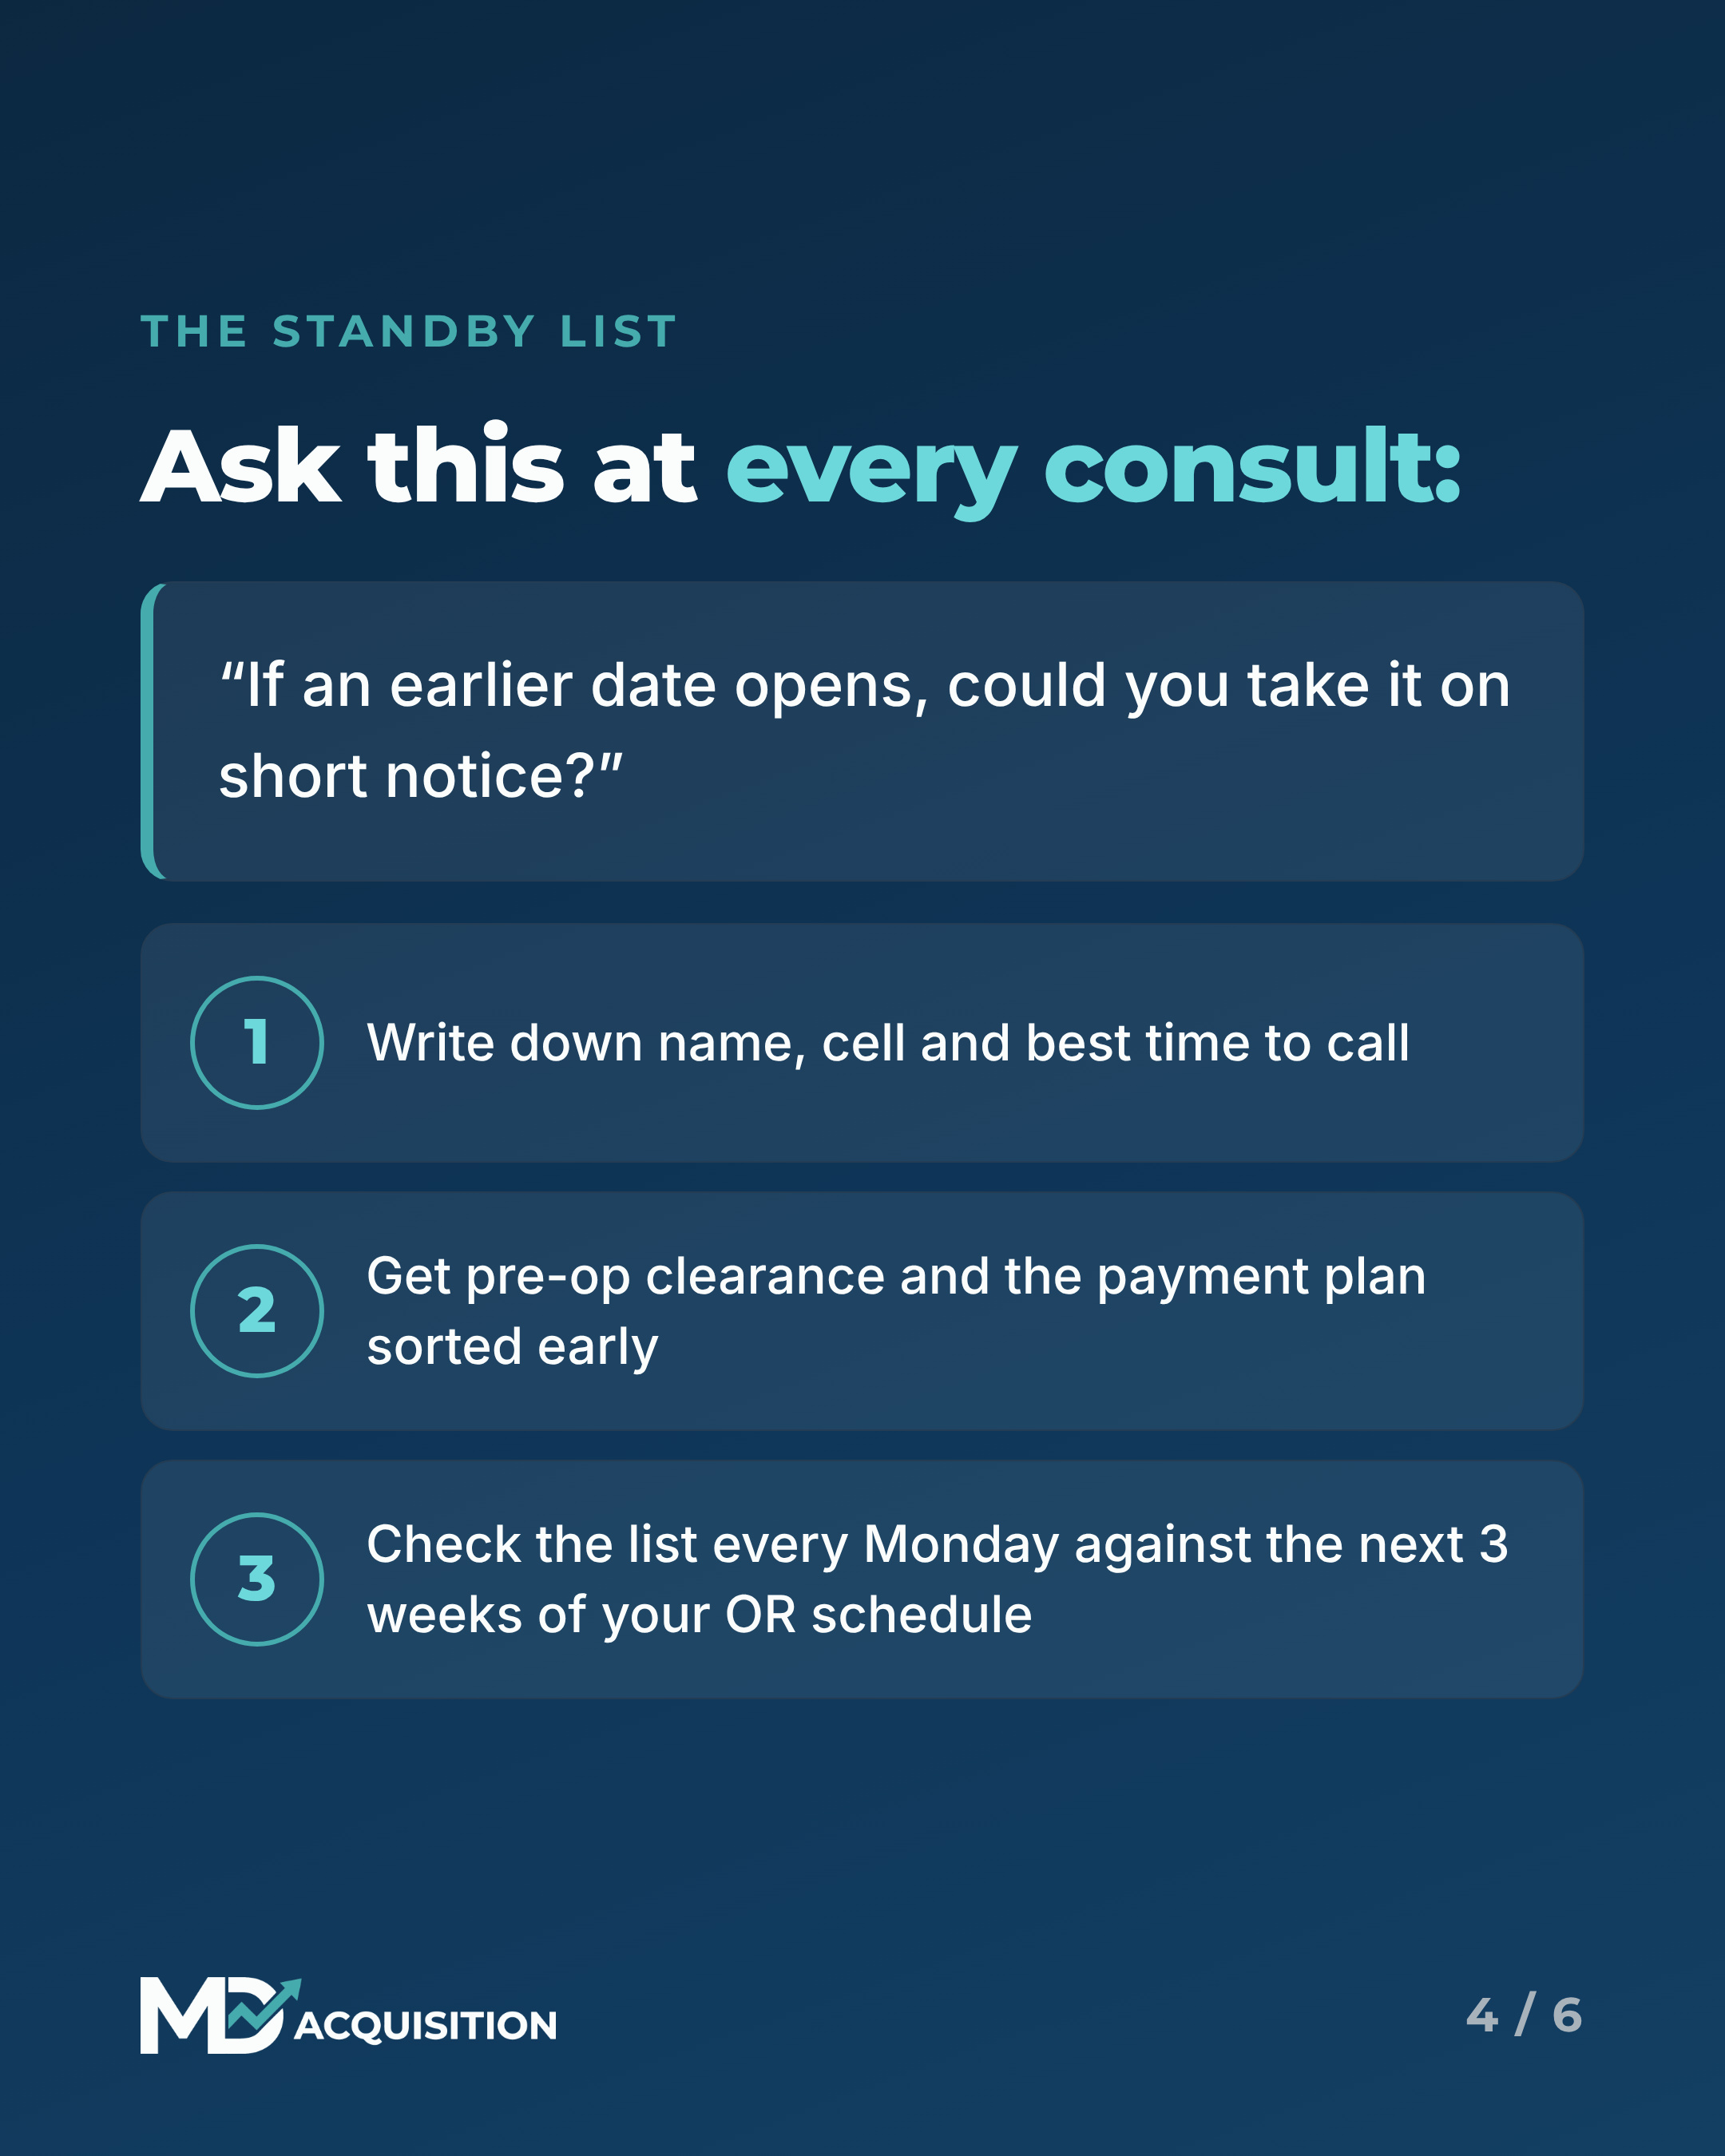 THE STANDBY LIST
Ask this at every consult:
“If an earlier date opens, could you take it on
short notice?”
1
Write down name, cell and best time to call
2
Get pre-op clearance and the payment plan
sorted early
3
Check the list every Monday against the next 3
weeks of your OR schedule
MD ACQUISITION
4 / 6